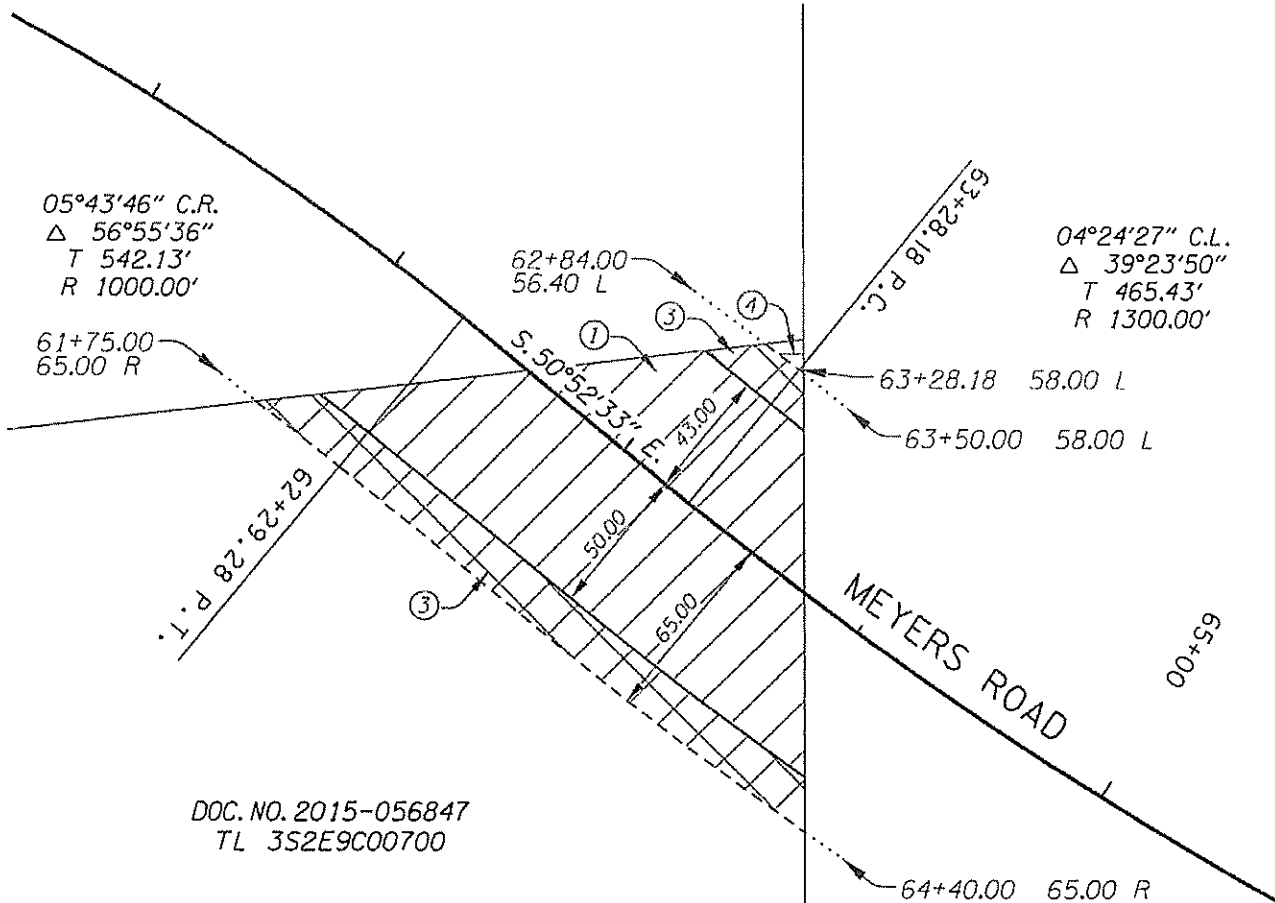 05°43'46" C.R.
△ 56°55'36"
T 542.13'
R 1000.00'
61+75.00
65.00 R
62+84.00
56.40 L
1
3
4
63+28.18 P.C.
04°24'27" C.L.
△ 39°23'50"
T 465.43'
R 1300.00'
63+28.18 58.00 L
63+50.00 58.00 L
S. 50°52'33" E.
43.00
50.00
65.00
62+29.28 P.T.
3
MEYERS ROAD
65+00
DOC. NO. 2015-056847
TL 3S2E9C00700
64+40.00 65.00 R